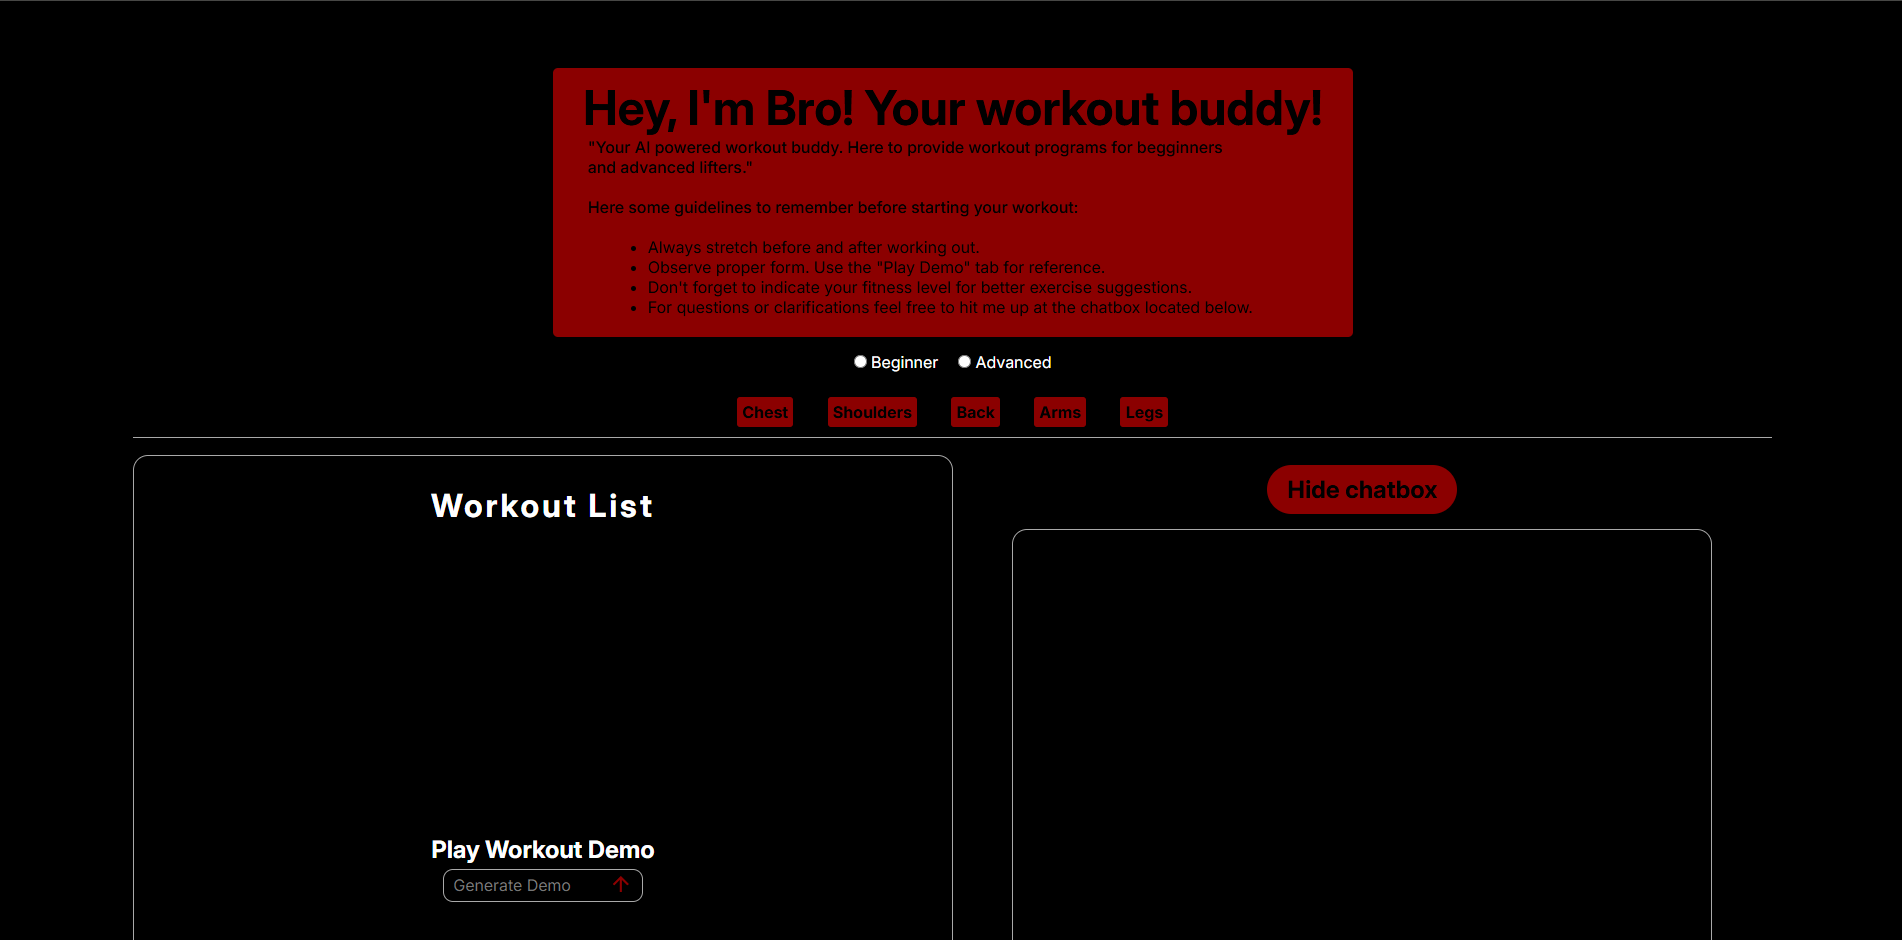 Hey, I'm Bro! Your workout buddy!
"Your AI powered workout buddy. Here to provide workout programs for begginners
and advanced lifters."
Here some guidelines to remember before starting your workout:
• Always stretch before and after working out.
• Observe proper form. Use the "Play Demo" tab for reference.
• Don't forget to indicate your fitness level for better exercise suggestions.
• For questions or clarifications feel free to hit me up at the chatbox located below.
Beginner Advanced
Chest Shoulders Back Arms Legs
Workout List
Hide chatbox
Play Workout Demo
Generate Demo